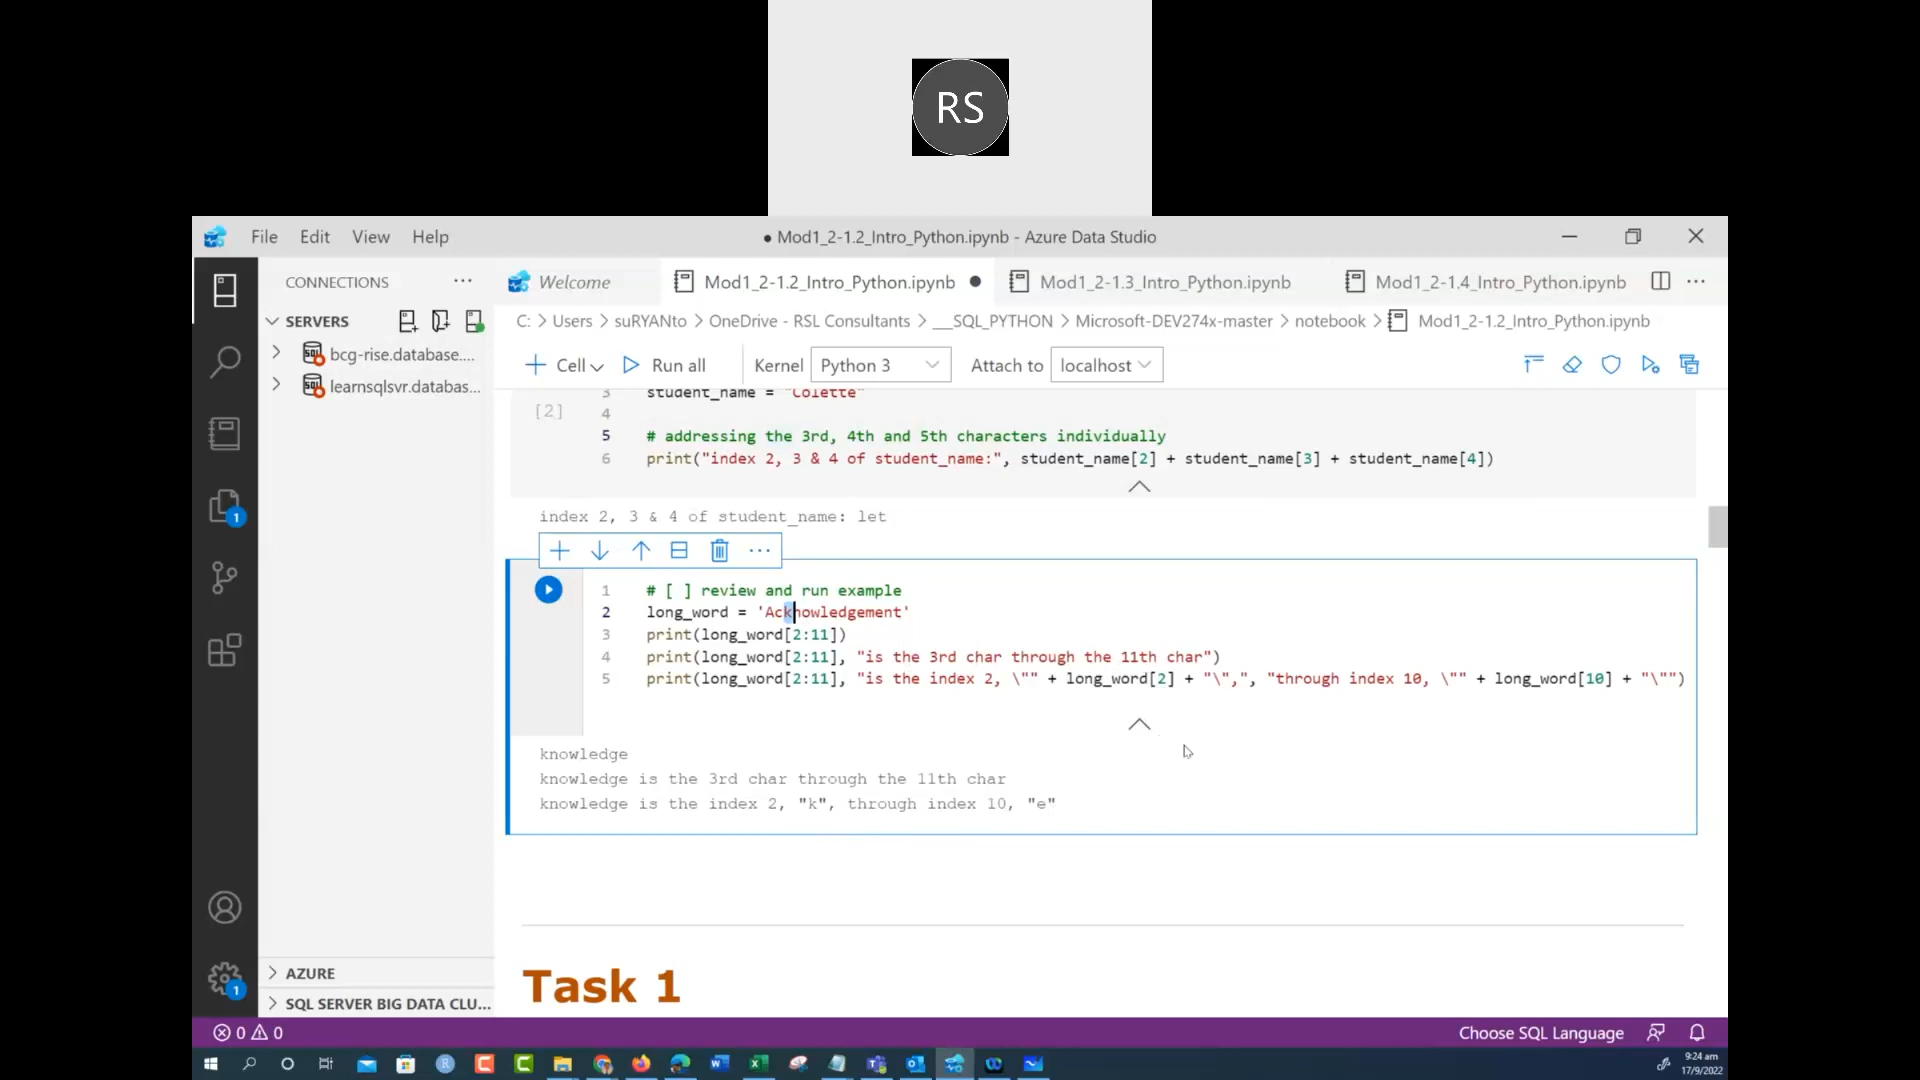 RS
File Edit View Help
● Mod1_2-1.2_Intro_Python.ipynb - Azure Data Studio
CONNECTIONS ...
Welcome
Mod1_2-1.2_Intro_Python.ipynb ●
Mod1_2-1.3_Intro_Python.ipynb
Mod1_2-1.4_Intro_Python.ipynb
SERVERS
C: > Users > suRYANto > OneDrive - RSL Consultants > __SQL_PYTHON > Microsoft-DEV274x-master > notebook > Mod1_2-1.2_Intro_Python.ipynb
bcg-rise.database....
learnsqlsvr.databas...
Cell Run all Kernel Python 3 Attach to localhost
3 student_name = "Colette"
[2] 4
5 # addressing the 3rd, 4th and 5th characters individually
6 print("index 2, 3 & 4 of student_name:", student_name[2] + student_name[3] + student_name[4])
index 2, 3 & 4 of student_name: let
1 # [ ] review and run example
2 long_word = 'Acknowledgement'
3 print(long_word[2:11])
4 print(long_word[2:11], "is the 3rd char through the 11th char")
5 print(long_word[2:11], "is the index 2, \"" + long_word[2] + "\",", "through index 10, \"" + long_word[10] + "\"")
knowledge
knowledge is the 3rd char through the 11th char
knowledge is the index 2, "k", through index 10, "e"
Task 1
1
1
AZURE
SQL SERVER BIG DATA CLU...
0 0
Choose SQL Language
9:24 am
17/9/2022